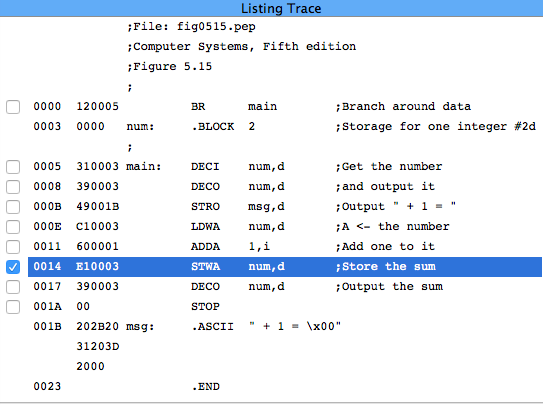 Listing Trace
;File: fig0515.pep
;Computer Systems, Fifth edition
;Figure 5.15
;
0000 120005 BR main ;Branch around data
0003 0000 num: .BLOCK 2 ;Storage for one integer #2d
;
0005 310003 main: DECI num,d ;Get the number
0008 390003 DECO num,d ;and output it
000B 49001B STRO msg,d ;Output " + 1 = "
000E C10003 LDWA num,d ;A <- the number
0011 600001 ADDA 1,i ;Add one to it
0014 E10003 STWA num,d ;Store the sum
0017 390003 DECO num,d ;Output the sum
001A 00 STOP
001B 202B20 msg: .ASCII " + 1 = \x00"
31203D
2000
0023 .END